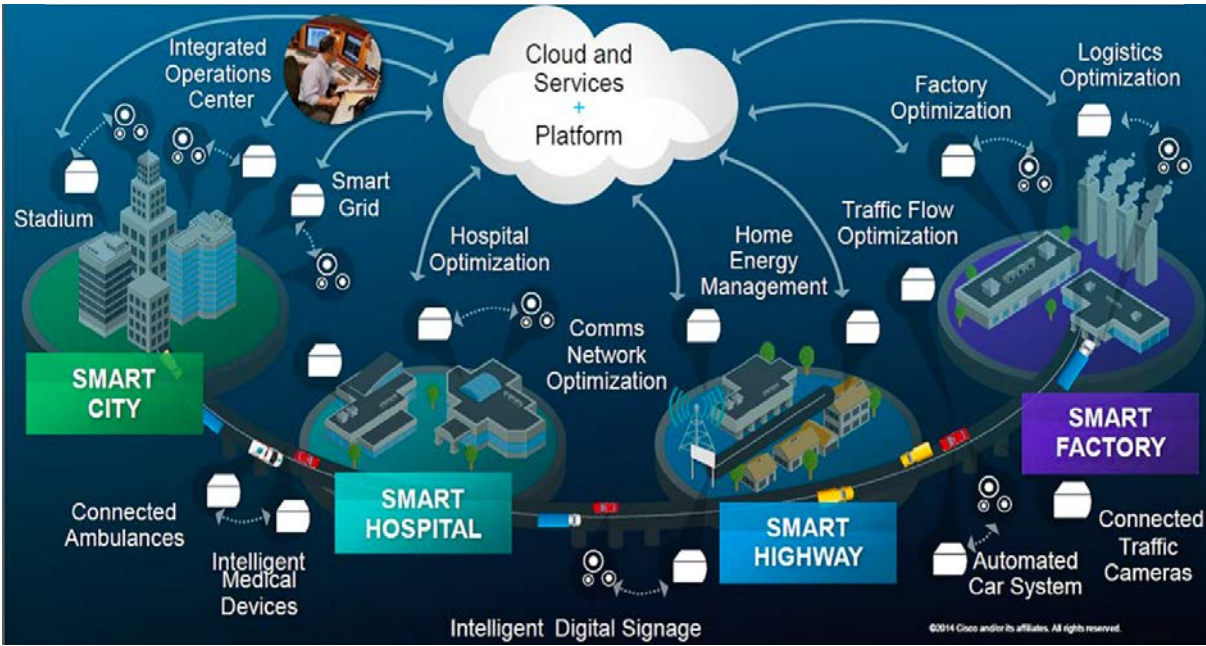 Integrated
Operations
Center
Cloud and
Services
+
Platform
Logistics
Optimization
Factory
Optimization
Stadium
Smart
Grid
Hospital
Optimization
Home
Energy
Management
Traffic Flow
Optimization
Comms
Network
Optimization
SMART
CITY
SMART
HOSPITAL
SMART
HIGHWAY
SMART
FACTORY
Connected
Ambulances
Intelligent
Medical
Devices
Intelligent Digital Signage
Automated
Car System
Connected
Traffic
Cameras
©2014 Cisco and/or its affiliates. All rights reserved.